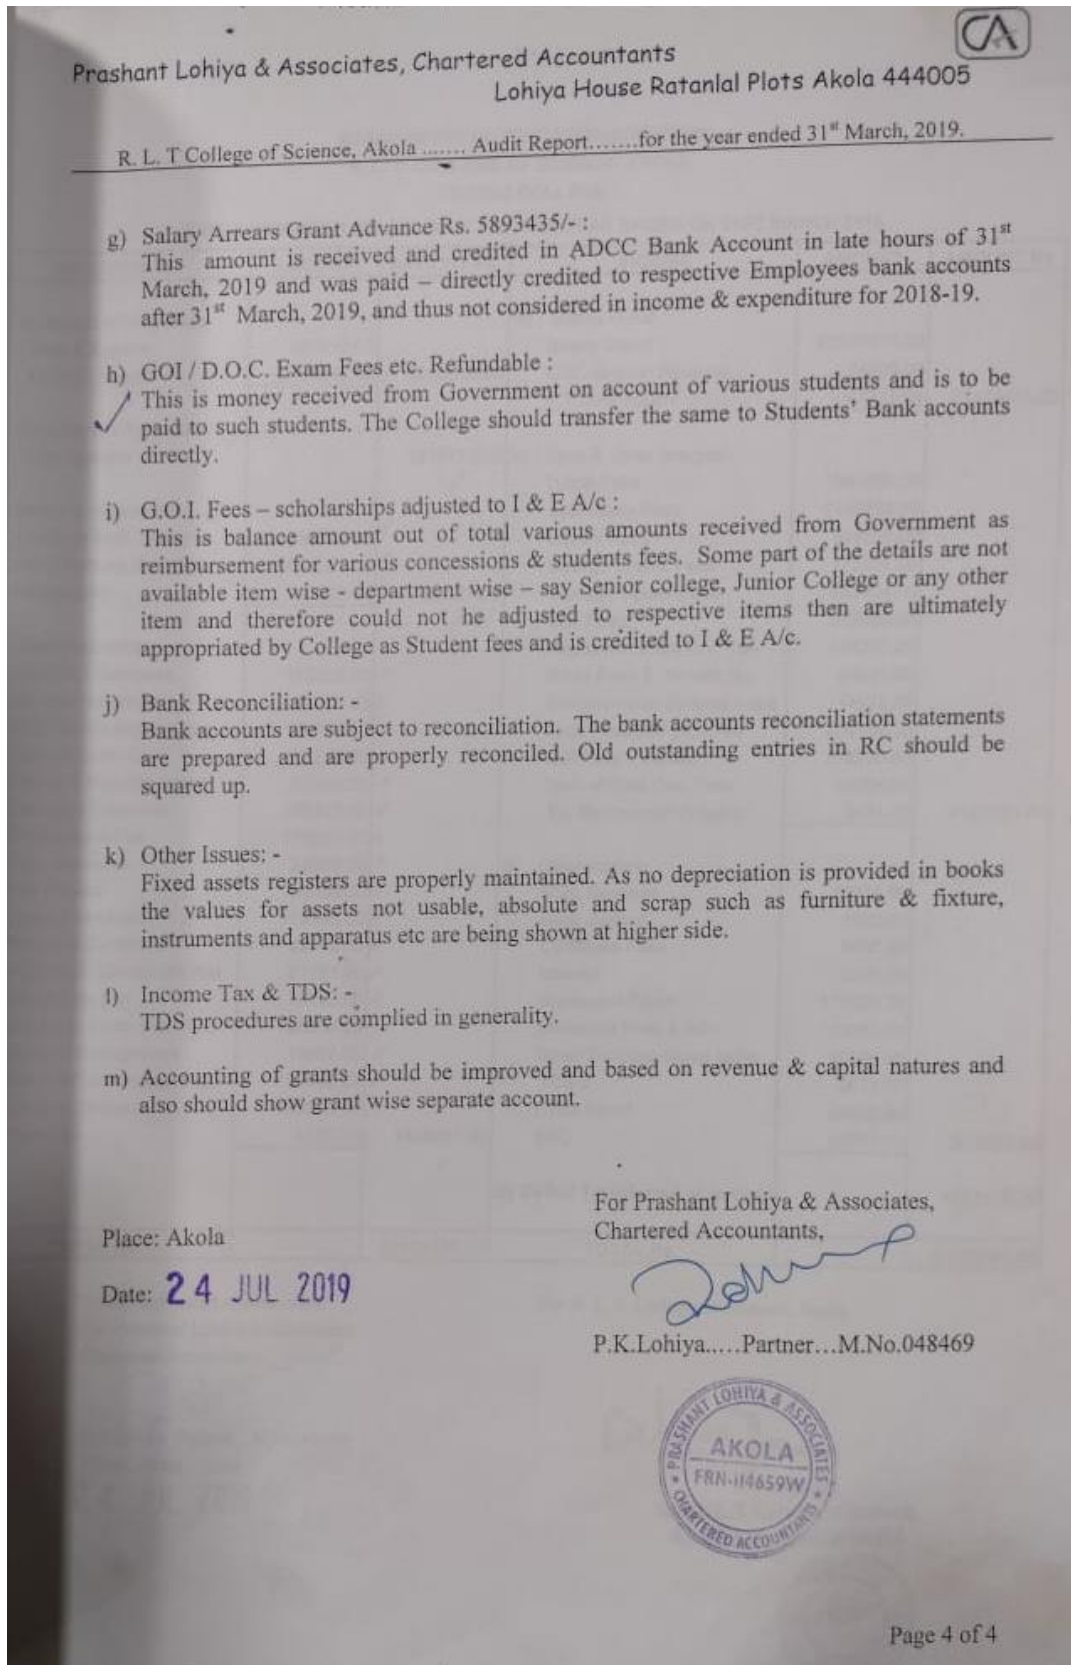 CA
Prashant Lohiya & Associates, Chartered Accountants
Lohiya House Ratanlal Plots Akola 444005
R. L. T College of Science, Akola ....... Audit Report.......for the year ended 31st March, 2019.
g) Salary Arrears Grant Advance Rs. 5893435/- :
This amount is received and credited in ADCC Bank Account in late hours of 31st
March, 2019 and was paid – directly credited to respective Employees bank accounts
after 31st March, 2019, and thus not considered in income & expenditure for 2018-19.
h) GOI / D.O.C. Exam Fees etc. Refundable :
This is money received from Government on account of various students and is to be
paid to such students. The College should transfer the same to Students' Bank accounts
directly.
i) G.O.I. Fees – scholarships adjusted to I & E A/c :
This is balance amount out of total various amounts received from Government as
reimbursement for various concessions & students fees. Some part of the details are not
available item wise - department wise – say Senior college, Junior College or any other
item and therefore could not he adjusted to respective items then are ultimately
appropriated by College as Student fees and is credited to I & E A/c.
j) Bank Reconciliation: -
Bank accounts are subject to reconciliation. The bank accounts reconciliation statements
are prepared and are properly reconciled. Old outstanding entries in RC should be
squared up.
k) Other Issues: -
Fixed assets registers are properly maintained. As no depreciation is provided in books
the values for assets not usable, absolute and scrap such as furniture & fixture,
instruments and apparatus etc are being shown at higher side.
l) Income Tax & TDS: -
TDS procedures are complied in generality.
m) Accounting of grants should be improved and based on revenue & capital natures and
also should show grant wise separate account.
For Prashant Lohiya & Associates,
Chartered Accountants,
Place: Akola
Date: 24 JUL 2019
P.K.Lohiya.....Partner...M.No.048469
PRASHANT LOHIYA & ASSOCIATES
AKOLA
FRN-114659W
CHARTERED ACCOUNTANTS
Page 4 of 4